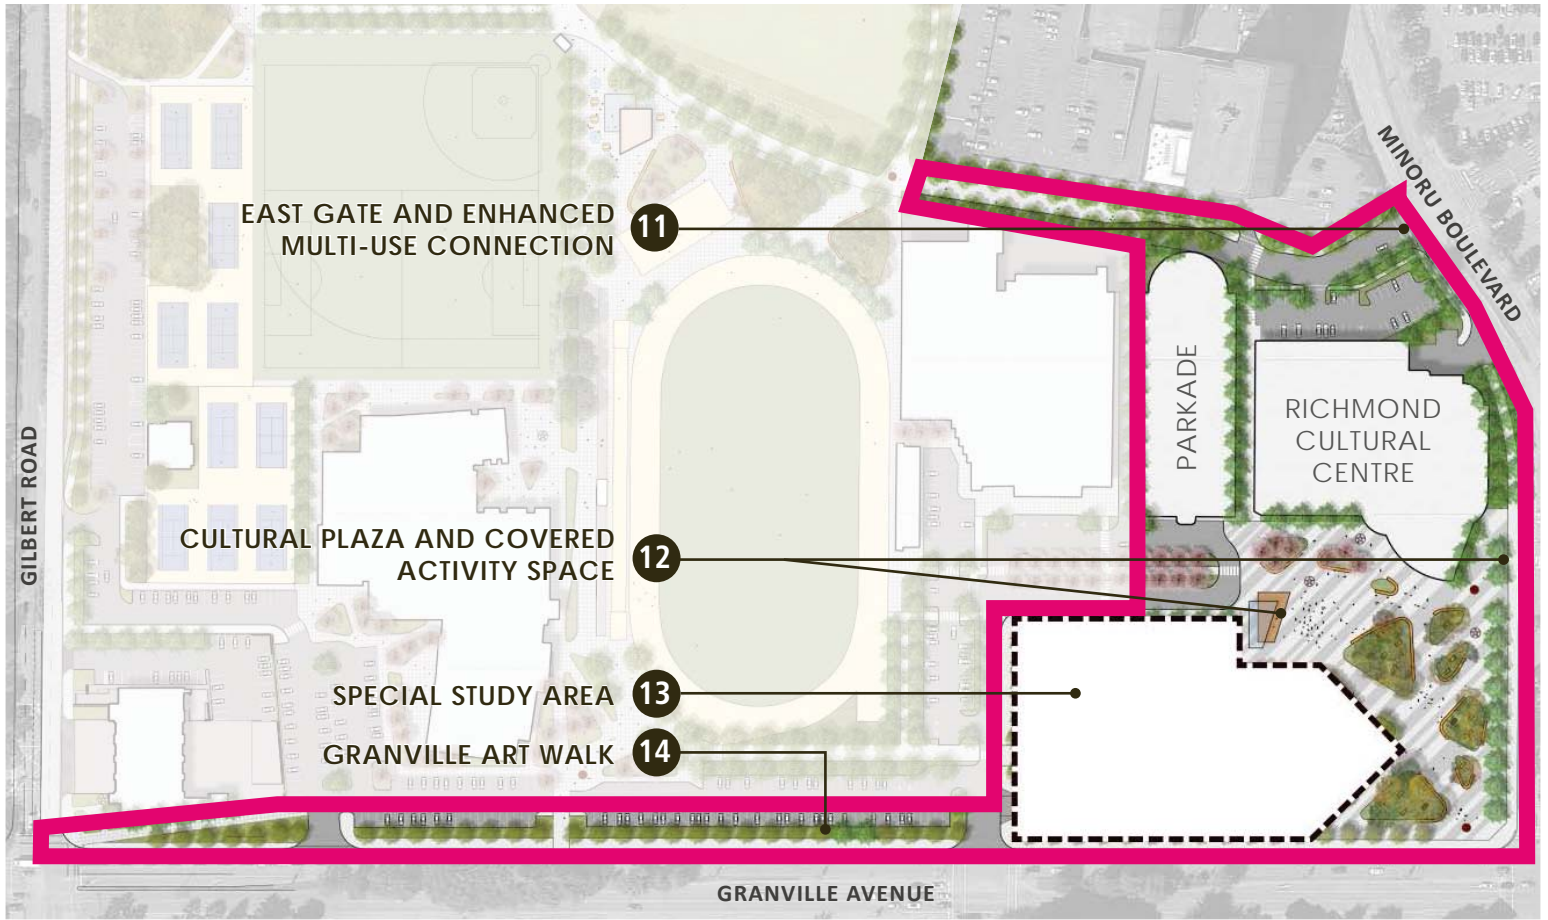 MINORU BOULEVARD
EAST GATE AND ENHANCED
MULTI-USE CONNECTION
11
PARKADE
RICHMOND
CULTURAL
CENTRE
GILBERT ROAD
CULTURAL PLAZA AND COVERED
ACTIVITY SPACE
12
SPECIAL STUDY AREA
13
GRANVILLE ART WALK
14
GRANVILLE AVENUE